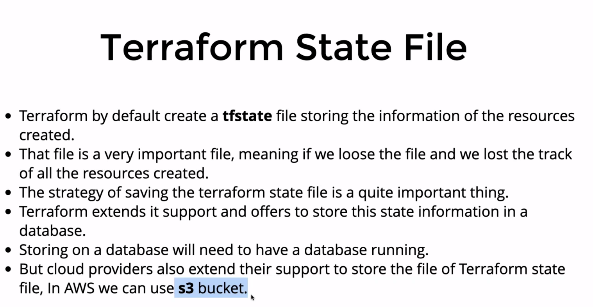 Terraform State File
• Terraform by default create a tfstate file storing the information of the resources
created.
• That file is a very important file, meaning if we loose the file and we lost the track
of all the resources created.
• The strategy of saving the terraform state file is a quite important thing.
• Terraform extends it support and offers to store this state information in a
database.
• Storing on a database will need to have a database running.
• But cloud providers also extend their support to store the file of Terraform state
file, In AWS we can use s3 bucket.